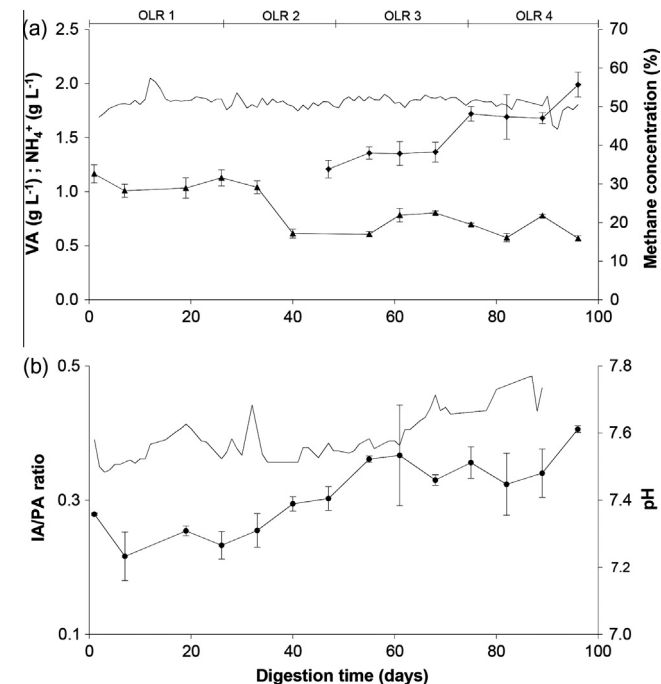 OLR 1 OLR 2 OLR 3 OLR 4
(a)
VA (g L-1) ; NH4+ (g L-1)
2.5
2.0
1.5
1.0
0.5
0.0
70
60
50
40
30
20
10
0
Methane concentration (%)
0 20 40 60 80 100
(b)
IA/PA ratio
0.5
0.3
0.1
7.8
7.6
7.4
7.2
7.0
pH
0 20 40 60 80 100
Digestion time (days)